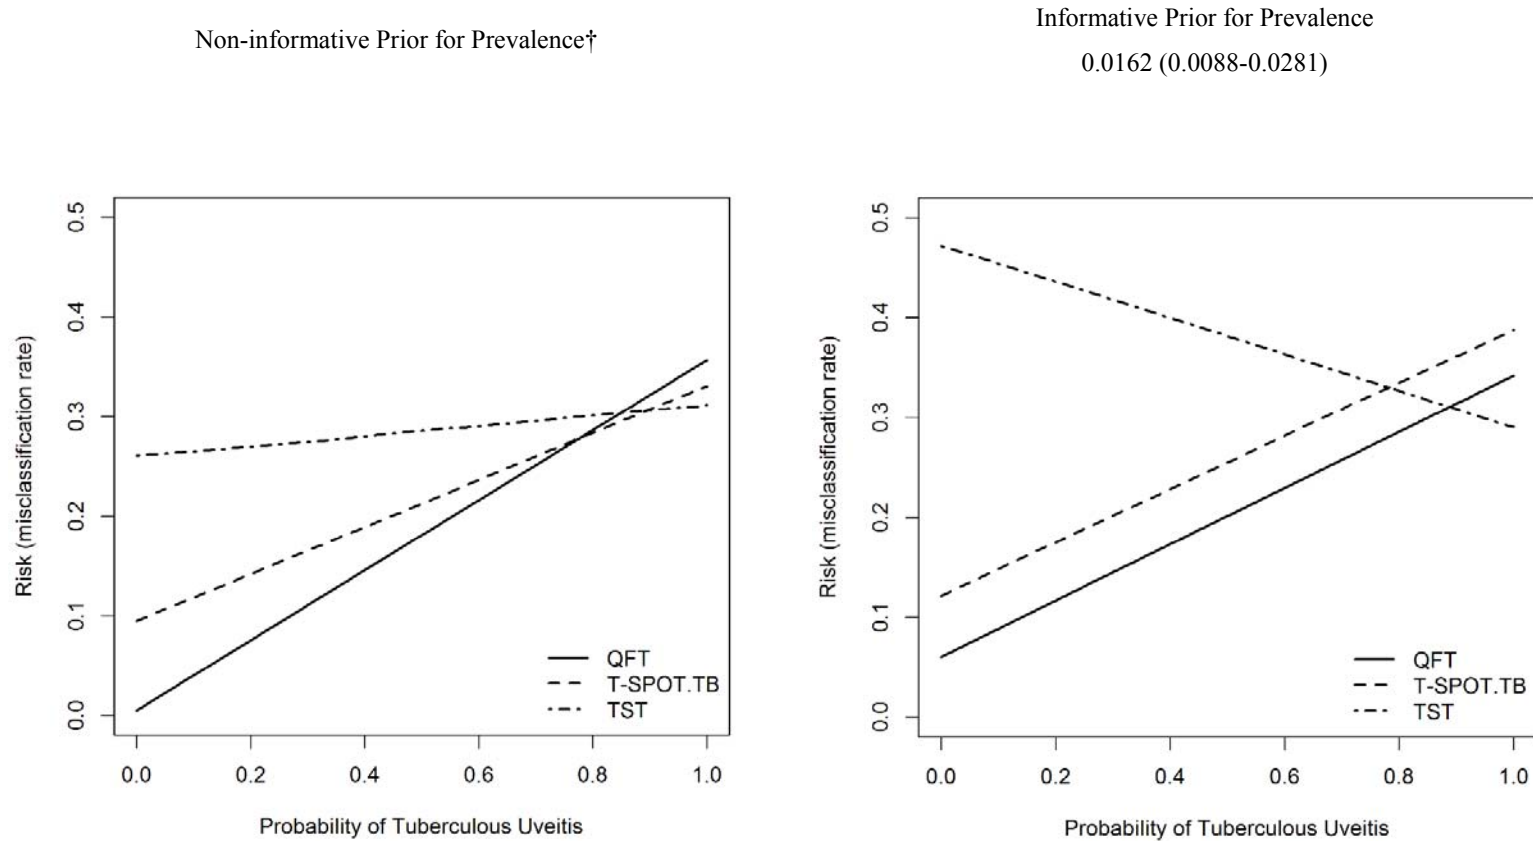 Non-informative Prior for Prevalence†
Informative Prior for Prevalence
0.0162 (0.0088-0.0281)
Risk (misclassification rate)
0.5
0.4
0.3
0.2
0.1
0.0
QFT
T-SPOT.TB
TST
0.0 0.2 0.4 0.6 0.8 1.0
Probability of Tuberculous Uveitis
Risk (misclassification rate)
0.5
0.4
0.3
0.2
0.1
0.0
QFT
T-SPOT.TB
TST
0.0 0.2 0.4 0.6 0.8 1.0
Probability of Tuberculous Uveitis